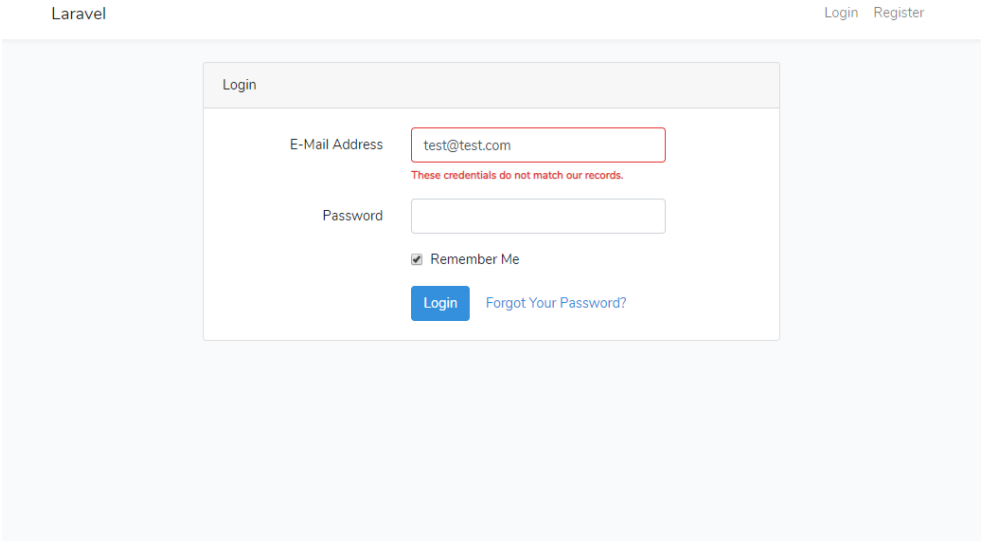 Laravel Login Register
Login
E-Mail Address test@test.com
These credentials do not match our records.
Password
Remember Me
Login Forgot Your Password?